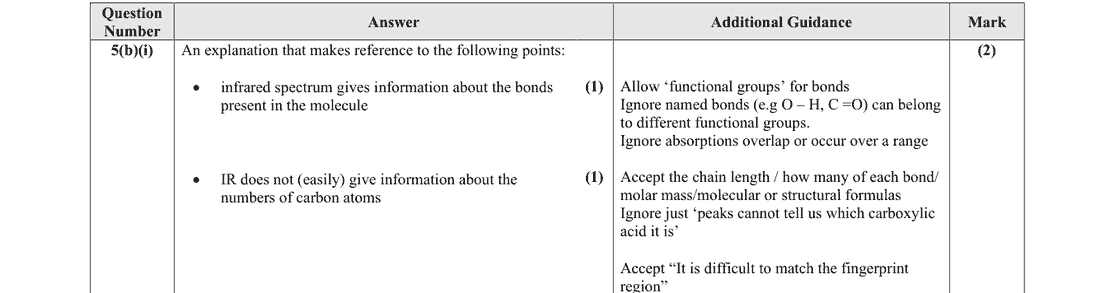 Question Number
Answer
Additional Guidance
Mark
5(b)(i)
An explanation that makes reference to the following points:
(2)
• infrared spectrum gives information about the bonds
present in the molecule
(1)
Allow ‘functional groups’ for bonds
Ignore named bonds (e.g O – H, C =O) can belong
to different functional groups.
Ignore absorptions overlap or occur over a range
• IR does not (easily) give information about the
numbers of carbon atoms
(1)
Accept the chain length / how many of each bond/
molar mass/molecular or structural formulas
Ignore just ‘peaks cannot tell us which carboxylic
acid it is’
Accept “It is difficult to match the fingerprint
region”